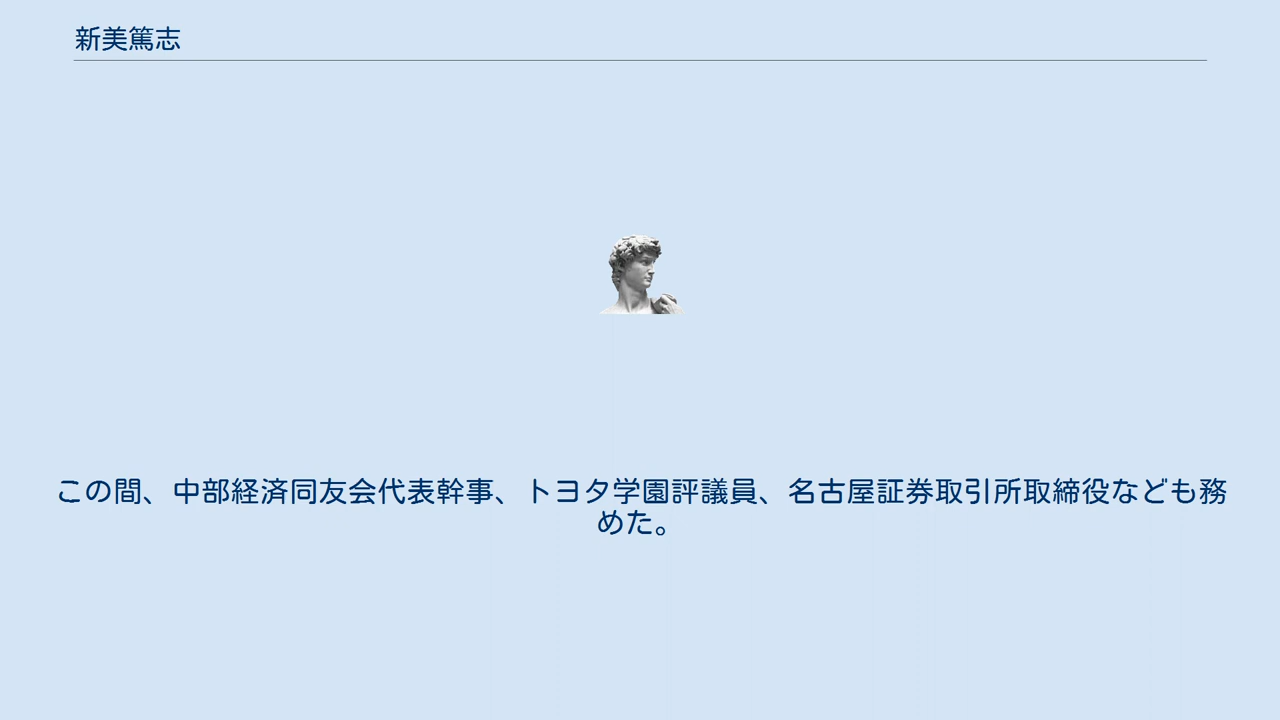 新美篤志
この間、中部経済同友会代表幹事、トヨタ学園評議員、名古屋証券取引所取締役なども務
めた。